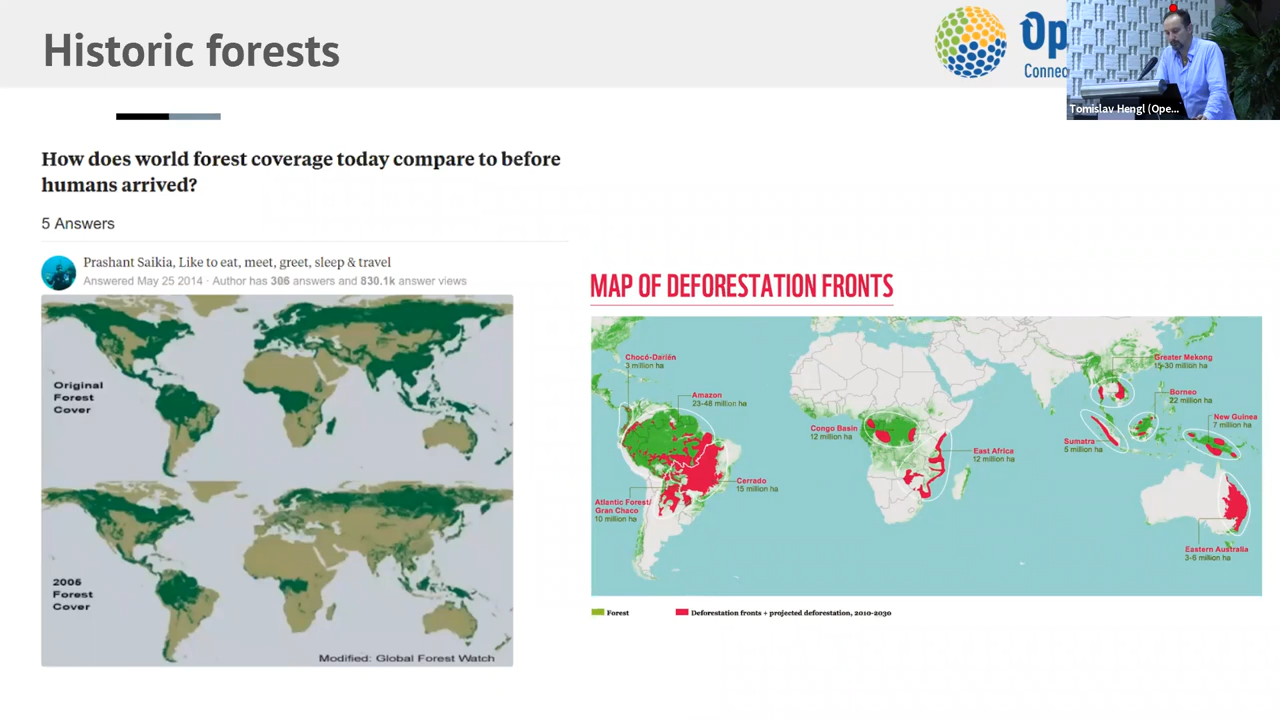 Historic forests
Op
Connec
Tomislav Hengl (Ope...
How does world forest coverage today compare to before
humans arrived?
5 Answers
Prashant Saikia, Like to eat, meet, greet, sleep & travel
Answered May 25 2014 · Author has 306 answers and 830.1k answer views
Original
Forest
Cover
2005
Forest
Cover
Modified: Global Forest Watch
MAP OF DEFORESTATION FRONTS
Chocó-Darién
3 million ha
Amazon
23-48 million ha
Cerrado
15 million ha
Atlantic Forest/
Gran Chaco
10 million ha
Congo Basin
12 million ha
East Africa
12 million ha
Greater Mekong
15-30 million ha
Borneo
22 million ha
New Guinea
7 million ha
Sumatra
5 million ha
Eastern Australia
3-6 million ha
Forest
Deforestation fronts + projected deforestation, 2010-2030